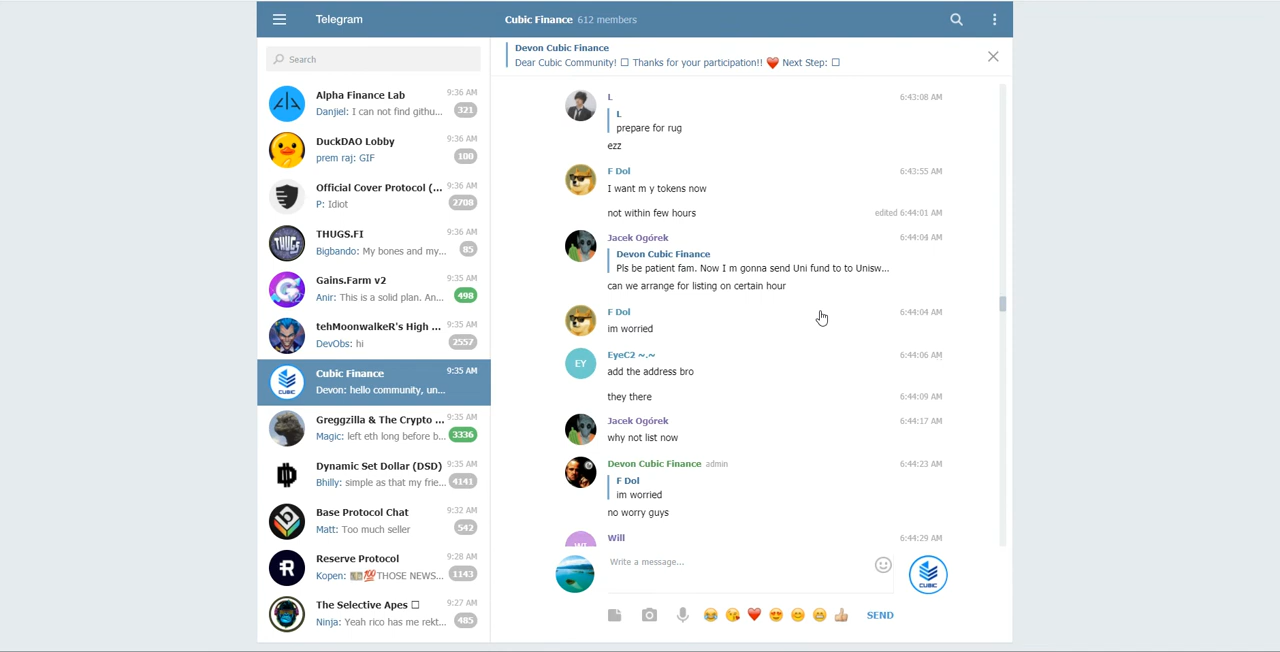 Telegram
Cubic Finance 612 members
Search
Alpha Finance Lab 9:36 AM
Danjiel: I can not find githu... 321
DuckDAO Lobby 9:36 AM
prem raj: GIF 100
Official Cover Protocol (... 9:36 AM
P: Idiot 2708
THUGS.FI 9:36 AM
Bigbando: My bones and my... 85
Gains.Farm v2 9:35 AM
Anir: This is a solid plan. An... 498
tehMoonwalkeR's High ... 9:35 AM
DevObs: hi 2557
Cubic Finance 9:35 AM
Devon: hello community, un...
CUBIC
Greggzilla & The Crypto ... 9:35 AM
Magic: left eth long before b... 3336
Dynamic Set Dollar (DSD) 9:35 AM
Bhilly: simple as that my frie... 4141
Base Protocol Chat 9:32 AM
Matt: Too much seller 542
Reserve Protocol 9:28 AM
Kopen: 💵💯THOSE NEWS... 1143
The Selective Apes □ 9:27 AM
Ninja: Yeah rico has me rekt... 485
Devon Cubic Finance
Dear Cubic Community! □ Thanks for your participation!! ❤️ Next Step: □
L 6:43:08 AM
L
prepare for rug
ezz
F Dol 6:43:55 AM
I want m y tokens now
not within few hours edited 6:44:01 AM
Jacek Ogórek 6:44:04 AM
Devon Cubic Finance
Pls be patient fam. Now I m gonna send Uni fund to to Unisw...
can we arrange for listing on certain hour
F Dol 6:44:04 AM
im worried
EY
EyeC2 ~.~ 6:44:06 AM
add the address bro
they there 6:44:09 AM
Jacek Ogórek 6:44:17 AM
why not list now
Devon Cubic Finance admin 6:44:23 AM
F Dol
im worried
no worry guys
Will 6:44:29 AM
Write a message...
CUBIC
SEND